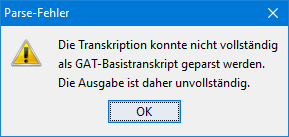 Parse-Fehler
Die Transkription konnte nicht vollständig
als GAT-Basistranskript geparst werden.
Die Ausgabe ist daher unvollständig.
OK